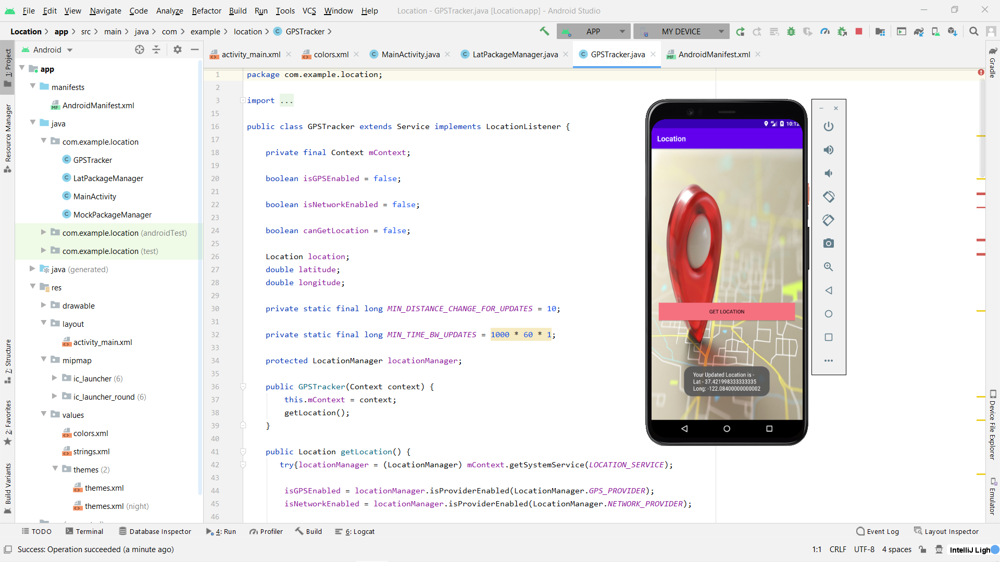 File Edit View Navigate Code Analyze Refactor Build Run Tools VCS Window Help Location - GPSTracker.java [Location.app] - Android Studio
Location app src main java com example location GPSTracker APP MY DEVICE
Android
activity_main.xml colors.xml MainActivity.java LatPackageManager.java GPSTracker.java AndroidManifest.xml
1: Project
Resource Manager
7: Structure
2: Favorites
Build Variants
app
manifests
AndroidManifest.xml
java
com.example.location
GPSTracker
LatPackageManager
MainActivity
MockPackageManager
com.example.location (androidTest)
com.example.location (test)
java (generated)
res
drawable
layout
activity_main.xml
mipmap
ic_launcher (6)
ic_launcher_round (6)
values
colors.xml
strings.xml
themes (2)
themes.xml
themes.xml (night)
1 package com.example.location;
2
3 import ...
15
16 public class GPSTracker extends Service implements LocationListener {
17
18 private final Context mContext;
19
20 boolean isGPSEnabled = false;
21
22 boolean isNetworkEnabled = false;
23
24 boolean canGetLocation = false;
25
26 Location location;
27 double latitude;
28 double longitude;
29
30 private static final long MIN_DISTANCE_CHANGE_FOR_UPDATES = 10;
31
32 private static final long MIN_TIME_BW_UPDATES = 1000 * 60 * 1;
33
34 protected LocationManager locationManager;
35
36 public GPSTracker(Context context) {
37 this.mContext = context;
38 getLocation();
39 }
40
41 public Location getLocation() {
42 try{locationManager = (LocationManager) mContext.getSystemService(LOCATION_SERVICE);
43
44 isGPSEnabled = locationManager.isProviderEnabled(LocationManager.GPS_PROVIDER);
45 isNetworkEnabled = locationManager.isProviderEnabled(LocationManager.NETWORK_PROVIDER);
46
10:12
Location
GET LOCATION
Your Updated Location is -
Lat - 37.421998333333335
Long: -122.08400000000002
Gradle
Device File Explorer
Emulator
TODO Terminal Database Inspector 4: Run Profiler Build 6: Logcat Event Log Layout Inspector
Success: Operation succeeded (a minute ago) 1:1 CRLF UTF-8 4 spaces IntelliJ Ligh